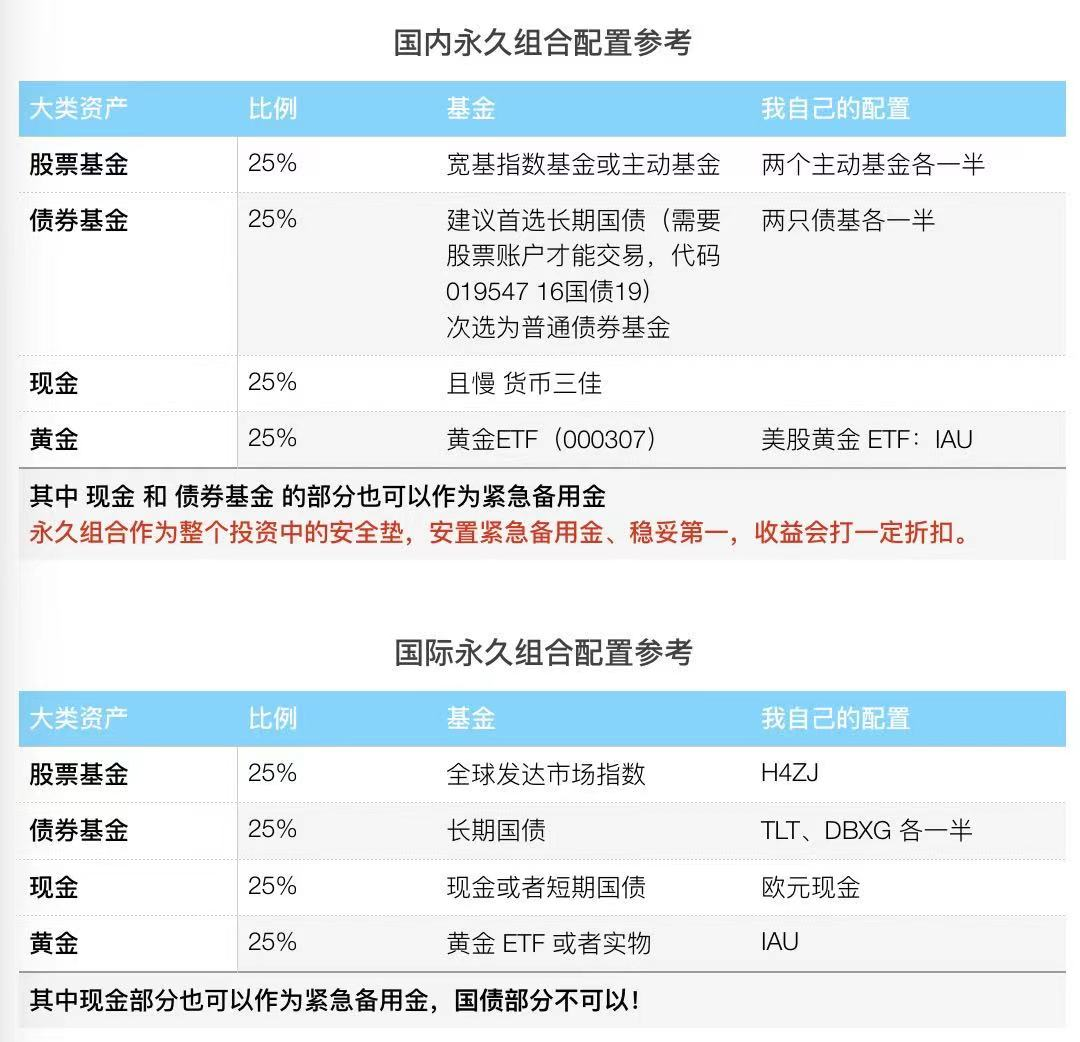 国内永久组合配置参考
大类资产 比例 基金 我自己的配置
股票基金 25% 宽基指数基金或主动基金 两个主动基金各一半
债券基金 25% 建议首选长期国债（需要 两只债基各一半
股票账户才能交易，代码
019547 16国债19）
次选为普通债券基金
现金 25% 且慢 货币三佳
黄金 25% 黄金ETF（000307） 美股黄金 ETF：IAU
其中 现金 和 债券基金 的部分也可以作为紧急备用金
永久组合作为整个投资中的安全垫，安置紧急备用金、稳妥第一，收益会打一定折扣。
国际永久组合配置参考
大类资产 比例 基金 我自己的配置
股票基金 25% 全球发达市场指数 H4ZJ
债券基金 25% 长期国债 TLT、DBXG 各一半
现金 25% 现金或者短期国债 欧元现金
黄金 25% 黄金 ETF 或者实物 IAU
其中现金部分也可以作为紧急备用金，国债部分不可以！